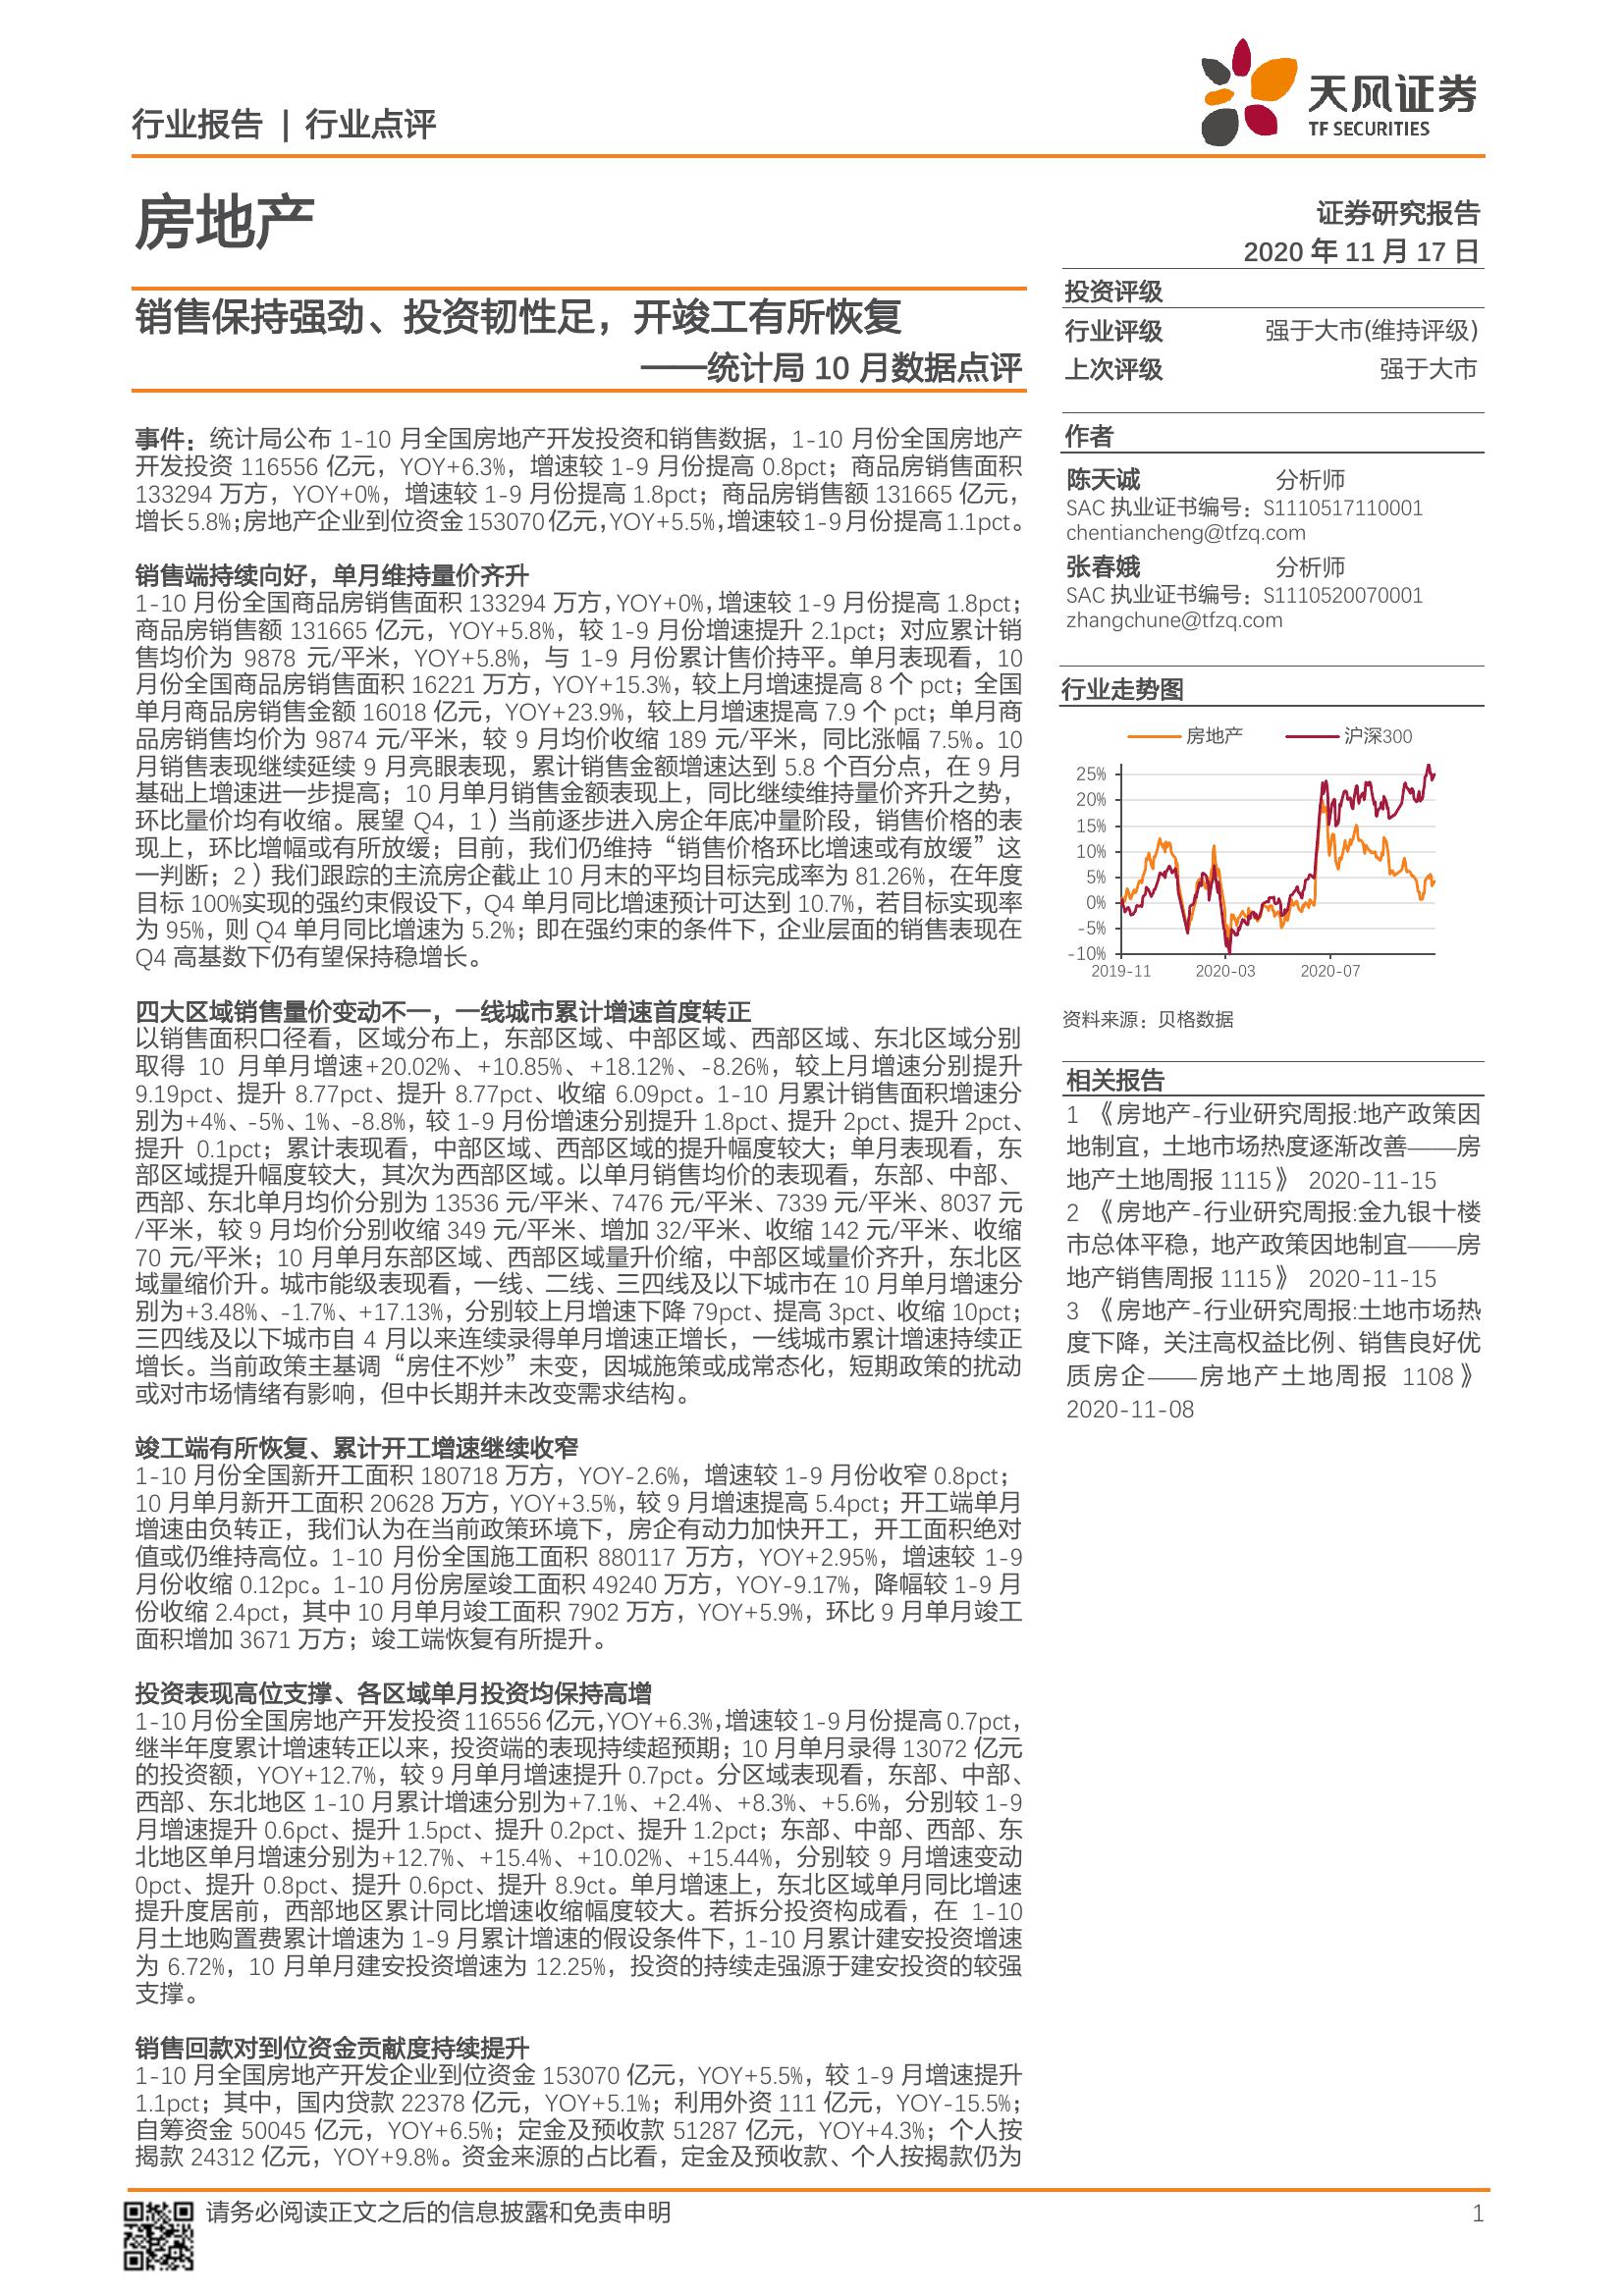 行业报告 | 行业点评
天风证券
TF SECURITIES
房地产
证券研究报告
2020 年 11 月 17 日
销售保持强劲、投资韧性足，开竣工有所恢复
——统计局 10 月数据点评
事件：统计局公布 1-10 月全国房地产开发投资和销售数据，1-10 月份全国房地产
开发投资 116556 亿元，YOY+6.3%，增速较 1-9 月份提高 0.8pct；商品房销售面积
133294 万方，YOY+0%，增速较 1-9 月份提高 1.8pct；商品房销售额 131665 亿元，
增长 5.8%；房地产企业到位资金 153070 亿元，YOY+5.5%，增速较 1-9 月份提高 1.1pct。
销售端持续向好，单月维持量价齐升
1-10 月份全国商品房销售面积 133294 万方，YOY+0%，增速较 1-9 月份提高 1.8pct；
商品房销售额 131665 亿元，YOY+5.8%，较 1-9 月份增速提升 2.1pct；对应累计销
售均价为 9878 元/平米，YOY+5.8%，与 1-9 月份累计售价持平。单月表现看，10
月份全国商品房销售面积 16221 万方，YOY+15.3%，较上月增速提高 8 个 pct；全国
单月商品房销售金额 16018 亿元，YOY+23.9%，较上月增速提高 7.9 个 pct；单月商
品房销售均价为 9874 元/平米，较 9 月均价收缩 189 元/平米，同比涨幅 7.5%。10
月销售表现继续延续 9 月亮眼表现，累计销售金额增速达到 5.8 个百分点，在 9 月
基础上增速进一步提高；10 月单月销售金额表现上，同比继续维持量价齐升之势，
环比量价均有收缩。展望 Q4，1）当前逐步进入房企年底冲量阶段，销售价格的表
现上，环比增幅或有所放缓；目前，我们仍维持“销售价格环比增速或有放缓”这
一判断；2）我们跟踪的主流房企截止 10 月末的平均目标完成率为 81.26%，在年度
目标 100%实现的强约束假设下，Q4 单月同比增速预计可达到 10.7%，若目标实现率
为 95%，则 Q4 单月同比增速为 5.2%；即在强约束的条件下，企业层面的销售表现在
Q4 高基数下仍有望保持稳增长。
四大区域销售量价变动不一，一线城市累计增速首度转正
以销售面积口径看，区域分布上，东部区域、中部区域、西部区域、东北区域分别
取得 10 月单月增速+20.02%、+10.85%、+18.12%、-8.26%，较上月增速分别提升
9.19pct、提升 8.77pct、提升 8.77pct、收缩 6.09pct。1-10 月累计销售面积增速分
别为+4%、-5%、1%、-8.8%，较 1-9 月份增速分别提升 1.8pct、提升 2pct、提升 2pct、
提升 0.1pct；累计表现看，中部区域、西部区域的提升幅度较大；单月表现看，东
部区域提升幅度较大，其次为西部区域。以单月销售均价的表现看，东部、中部、
西部、东北单月均价分别为 13536 元/平米、7476 元/平米、7339 元/平米、8037 元
/平米，较 9 月均价分别收缩 349 元/平米、增加 32/平米、收缩 142 元/平米、收缩
70 元/平米；10 月单月东部区域、西部区域量升价缩，中部区域量价齐升，东北区
域量缩价升。城市能级表现看，一线、二线、三四线及以下城市在 10 月单月增速分
别为+3.48%、-1.7%、+17.13%，分别较上月增速下降 79pct、提高 3pct、收缩 10pct；
三四线及以下城市自 4 月以来连续录得单月增速正增长，一线城市累计增速持续正
增长。当前政策主基调“房住不炒”未变，因城施策或成常态化，短期政策的扰动
或对市场情绪有影响，但中长期并未改变需求结构。
竣工端有所恢复、累计开工增速继续收窄
1-10 月份全国新开工面积 180718 万方，YOY-2.6%，增速较 1-9 月份收窄 0.8pct；
10 月单月新开工面积 20628 万方，YOY+3.5%，较 9 月增速提高 5.4pct；开工端单月
增速由负转正，我们认为在当前政策环境下，房企有动力加快开工，开工面积绝对
值或仍维持高位。1-10 月份全国施工面积 880117 万方，YOY+2.95%，增速较 1-9
月份收缩 0.12pc。1-10 月份房屋竣工面积 49240 万方，YOY-9.17%，降幅较 1-9 月
份收缩 2.4pct，其中 10 月单月竣工面积 7902 万方，YOY+5.9%，环比 9 月单月竣工
面积增加 3671 万方；竣工端恢复有所提升。
投资表现高位支撑、各区域单月投资均保持高增
1-10 月份全国房地产开发投资 116556 亿元，YOY+6.3%，增速较 1-9 月份提高 0.7pct，
继半年度累计增速转正以来，投资端的表现持续超预期；10 月单月录得 13072 亿元
的投资额，YOY+12.7%，较 9 月单月增速提升 0.7pct。分区域表现看，东部、中部、
西部、东北地区 1-10 月累计增速分别为+7.1%、+2.4%、+8.3%、+5.6%，分别较 1-9
月增速提升 0.6pct、提升 1.5pct、提升 0.2pct、提升 1.2pct；东部、中部、西部、东
北地区单月增速分别为+12.7%、+15.4%、+10.02%、+15.44%，分别较 9 月增速变动
0pct、提升 0.8pct、提升 0.6pct、提升 8.9ct。单月增速上，东北区域单月同比增速
提升度居前，西部地区累计同比增速收缩幅度较大。若拆分投资构成看，在 1-10
月土地购置费累计增速为 1-9 月累计增速的假设条件下，1-10 月累计建安投资增速
为 6.72%，10 月单月建安投资增速为 12.25%，投资的持续走强源于建安投资的较强
支撑。
销售回款对到位资金贡献度持续提升
1-10 月全国房地产开发企业到位资金 153070 亿元，YOY+5.5%，较 1-9 月增速提升
1.1pct；其中，国内贷款 22378 亿元，YOY+5.1%；利用外资 111 亿元，YOY-15.5%；
自筹资金 50045 亿元，YOY+6.5%；定金及预收款 51287 亿元，YOY+4.3%；个人按
揭款 24312 亿元，YOY+9.8%。资金来源的占比看，定金及预收款、个人按揭款仍为
投资评级
行业评级 强于大市(维持评级)
上次评级 强于大市
作者
陈天诚 分析师
SAC 执业证书编号：S1110517110001
chentiancheng@tfzq.com
张春娥 分析师
SAC 执业证书编号：S1110520070001
zhangchune@tfzq.com
行业走势图
房地产 沪深300
25%
20%
15%
10%
5%
0%
-5%
-10%
2019-11 2020-03 2020-07
资料来源：贝格数据
相关报告
1 《房地产-行业研究周报:地产政策因
地制宜，土地市场热度逐渐改善——房
地产土地周报 1115》 2020-11-15
2 《房地产-行业研究周报:金九银十楼
市总体平稳，地产政策因地制宜——房
地产销售周报 1115》 2020-11-15
3 《房地产-行业研究周报:土地市场热
度下降，关注高权益比例、销售良好优
质房企——房地产土地周报 1108》
2020-11-08
请务必阅读正文之后的信息披露和免责申明
1